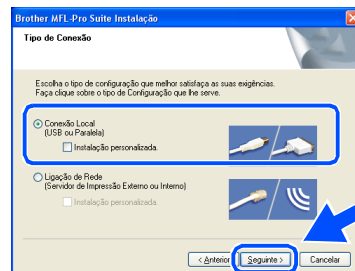 Brother MFL-Pro Suite Instalação
Tipo de Conexão
Escolha o tipo de configuração que melhor satisfaça as suas exigências.
Faça clique sobre o tipo de Configuração que lhe serve.
Conexão Local
(USB ou Paralela)
Instalação personalizada.
Ligação de Rede
(Servidor de Impressão Externo ou Interno)
Instalação personalizada.
< Anterior Seguinte > Cancelar